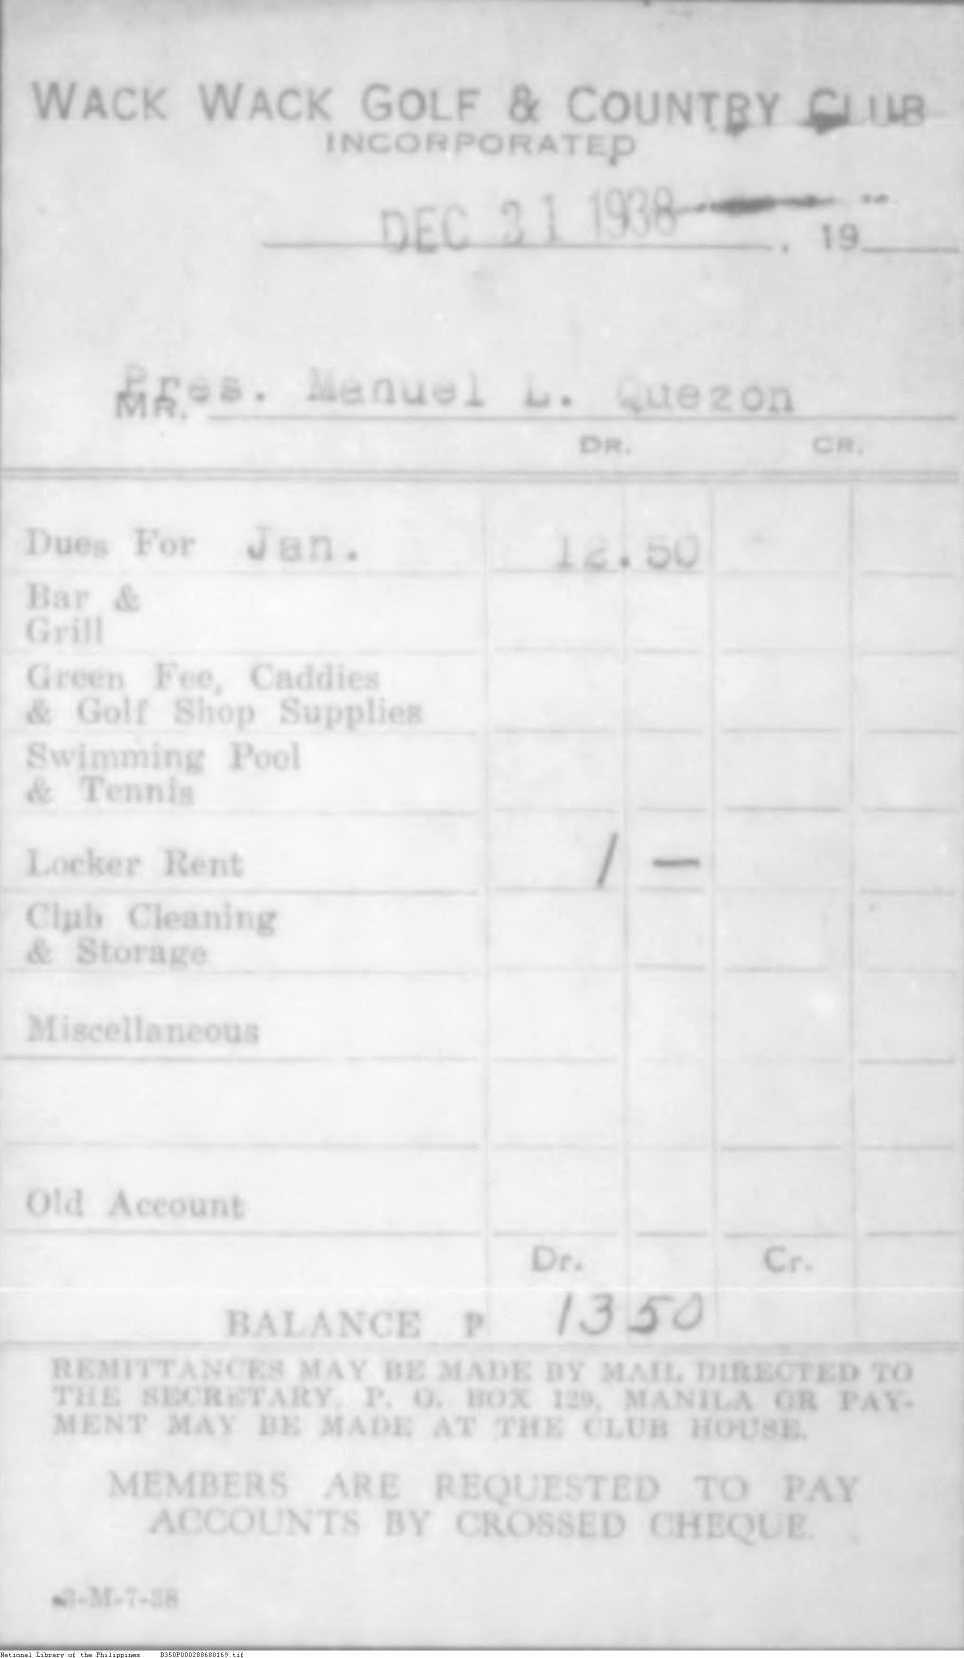 WACK WACK GOLF & COUNTRY CLUB
INCORPORATED
DEC 31 1938 . 19
Pres. Manuel L. Quezon
MR.
DR. CR.
Dues For Jan. 12.50
Bar &
Grill
Green Fee, Caddies
& Golf Shop Supplies
Swimming Pool
& Tennis
Locker Rent 1 —
Club Cleaning
& Storage
Miscellaneous
Old Account
Dr. Cr.
BALANCE ₱ 13 50
REMITTANCES MAY BE MADE BY MAIL DIRECTED TO
THE SECRETARY, P. O. BOX 129, MANILA OR PAY-
MENT MAY BE MADE AT THE CLUB HOUSE.
MEMBERS ARE REQUESTED TO PAY
ACCOUNTS BY CROSSED CHEQUE.
3-M-7-38
National Library of the Philippines D350P000288680169.tif